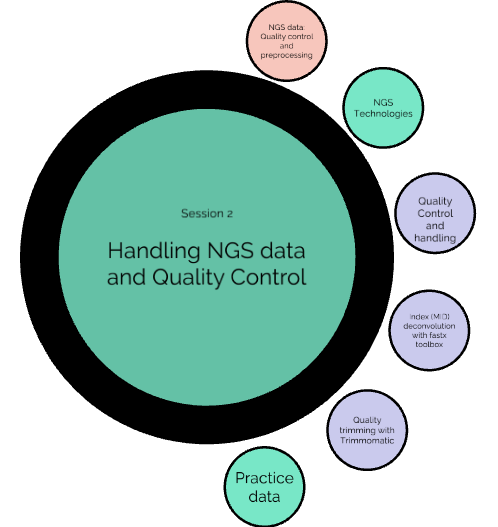 NGS data:
Quality control
and
preprocessing
NGS
Technologies
Quality
Control
and
handling
Session 2
Handling NGS data
and Quality Control
Index (MID)
deconvolution
with fastx
toolbox
Quality
trimming with
Trimmomatic
Practice
data